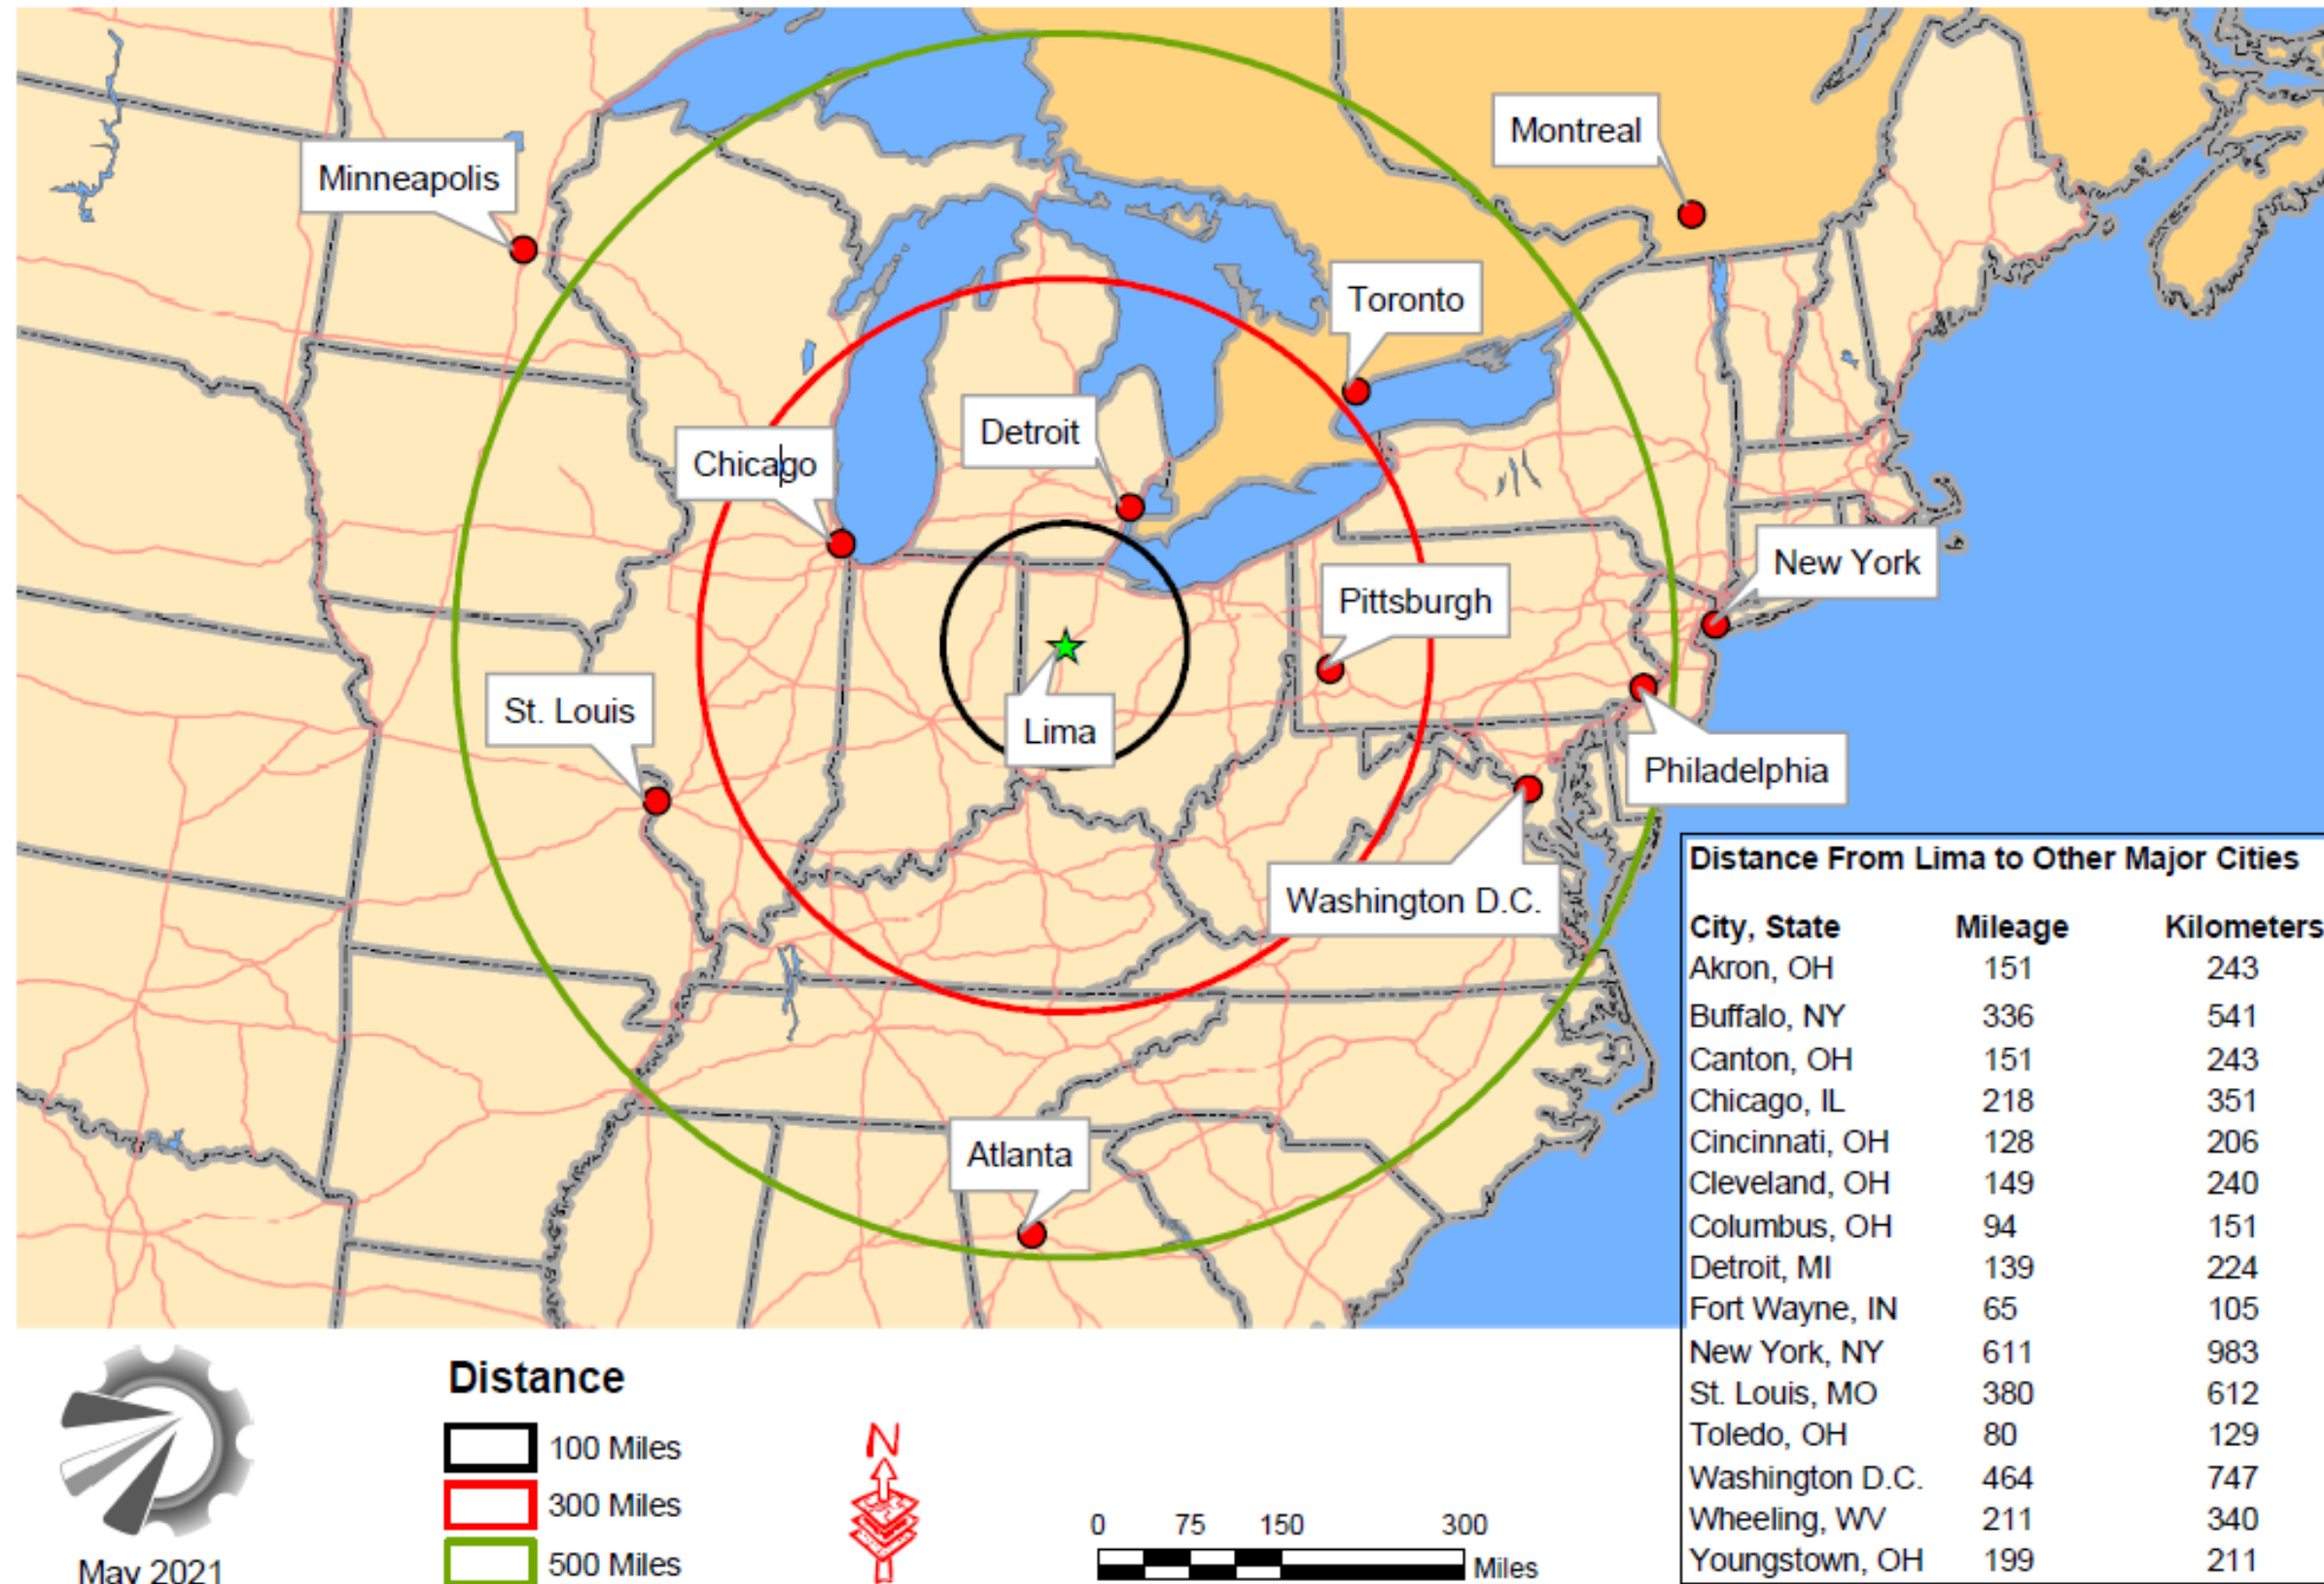 Montreal
Minneapolis
Toronto
Detroit
Chicago
New York
Pittsburgh
St. Louis
Lima
Philadelphia
Washington D.C.
Atlanta
Distance From Lima to Other Major Cities
City, State Mileage Kilometers
Akron, OH 151 243
Buffalo, NY 336 541
Canton, OH 151 243
Chicago, IL 218 351
Cincinnati, OH 128 206
Cleveland, OH 149 240
Columbus, OH 94 151
Detroit, MI 139 224
Fort Wayne, IN 65 105
New York, NY 611 983
St. Louis, MO 380 612
Toledo, OH 80 129
Washington D.C. 464 747
Wheeling, WV 211 340
Youngstown, OH 199 211
Distance
100 Miles
300 Miles
500 Miles
N
0 75 150 300
Miles
May 2021